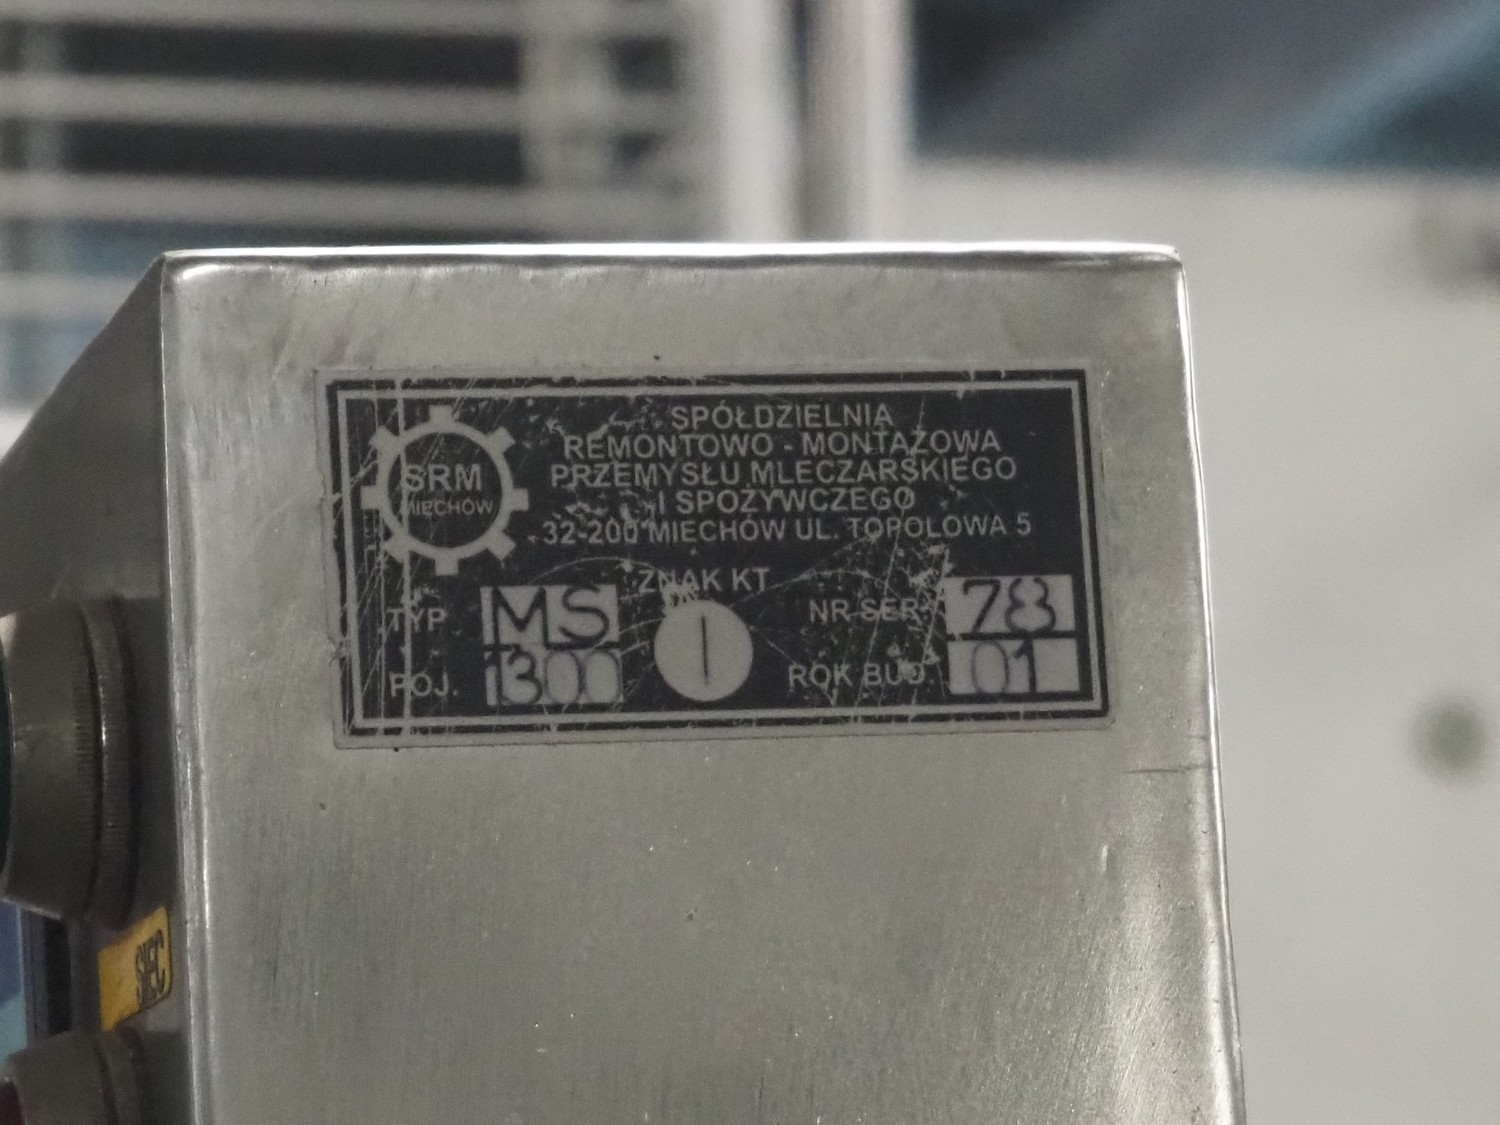 SPÓŁDZIELNIA
REMONTOWO - MONTAŻOWA
PRZEMYSŁU MLECZARSKIEGO
I SPOŻYWCZEGO
32-200 MIECHÓW UL. TOPOLOWA 5
SRM
MIECHÓW
ZNAK KT
TYP MS I NR SER. 78
POJ. 1300 ROK BUD. 01
SIEĆ